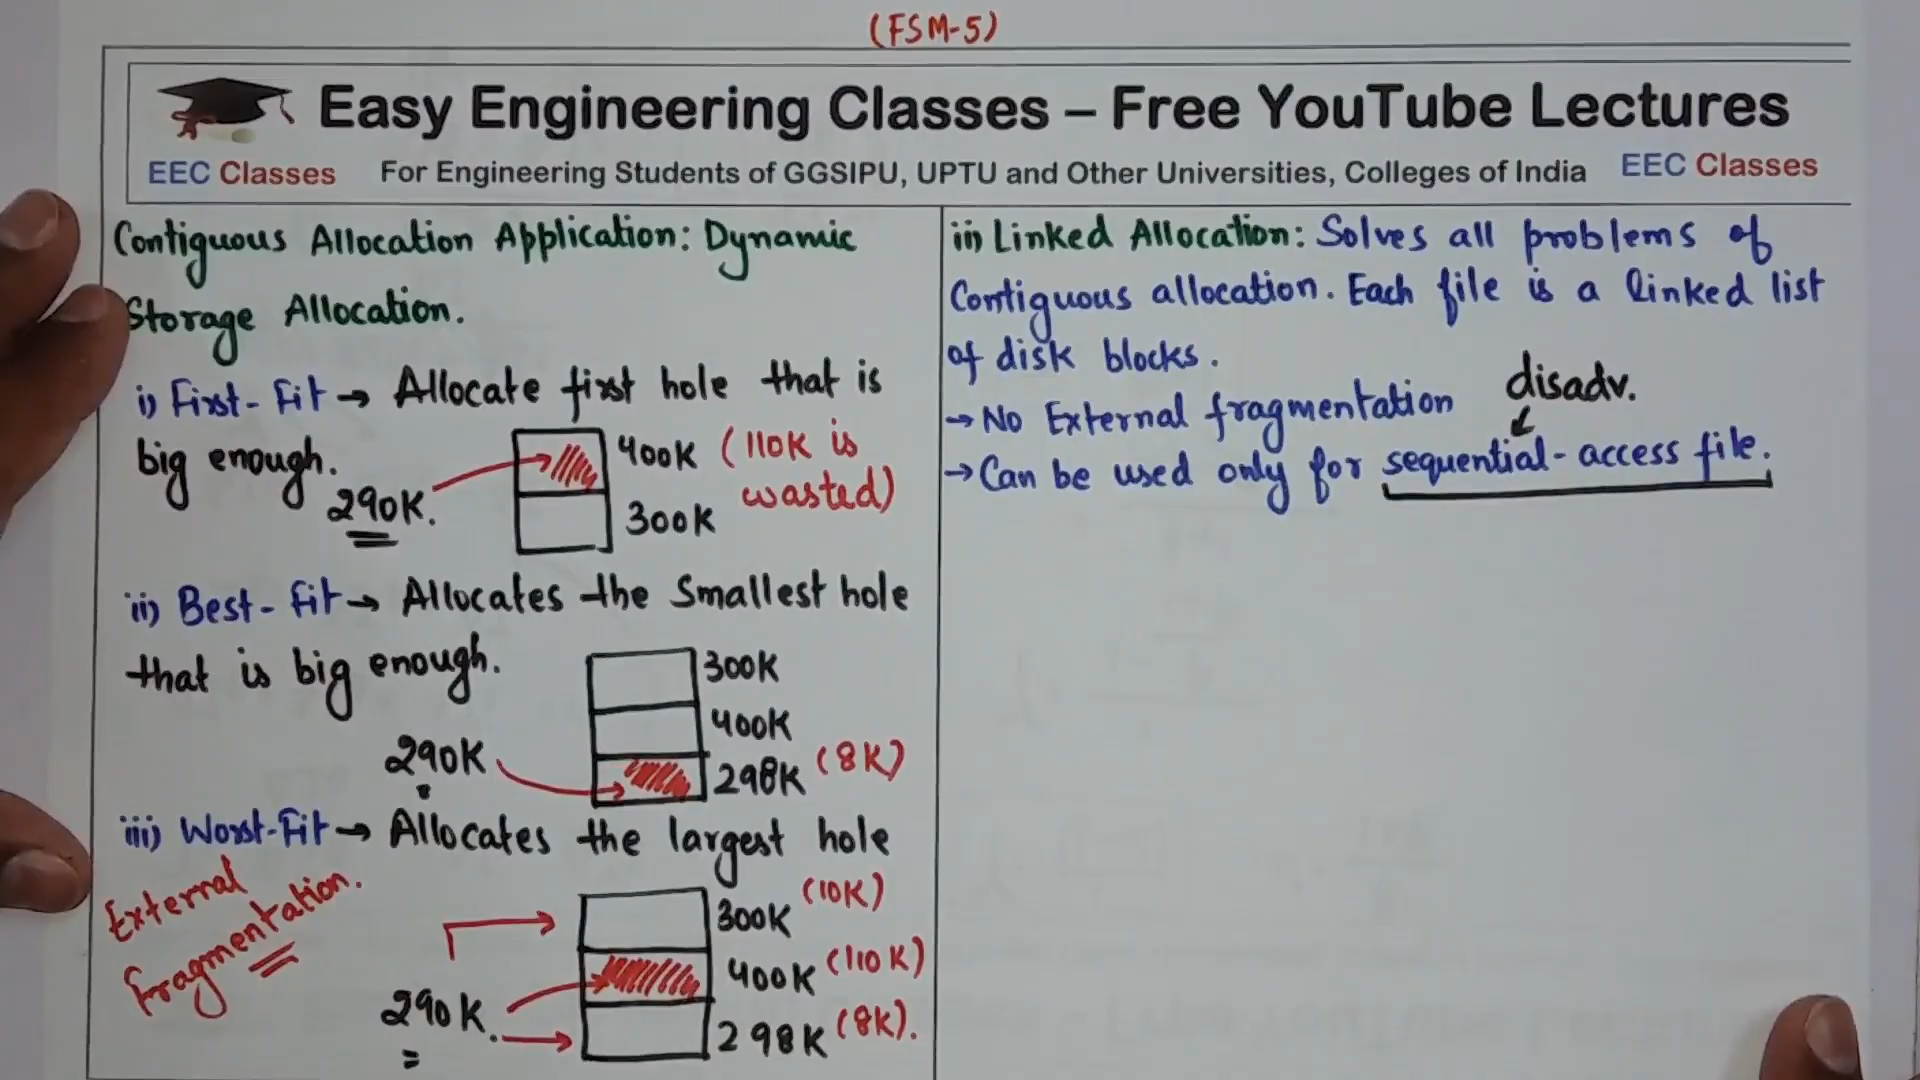 (FSM-5)
Easy Engineering Classes – Free YouTube Lectures
EEC Classes For Engineering Students of GGSIPU, UPTU and Other Universities, Colleges of India EEC Classes
Contiguous Allocation Application: Dynamic
Storage Allocation.
i) First-Fit → Allocate first hole that is
big enough.
400K (110K is
wasted)
290K.
300K
ii) Best-fit → Allocates the smallest hole
that is big enough.
300K
400K
290K
298K (8K)
iii) Worst-Fit → Allocates the largest hole
External
fragmentation.
300K (10K)
400K (110K)
290K.
298K (8K).
ii) Linked Allocation: Solves all problems of
Contiguous allocation. Each file is a linked list
of disk blocks.
disadv.
→ No External fragmentation
→ Can be used only for sequential-access file.